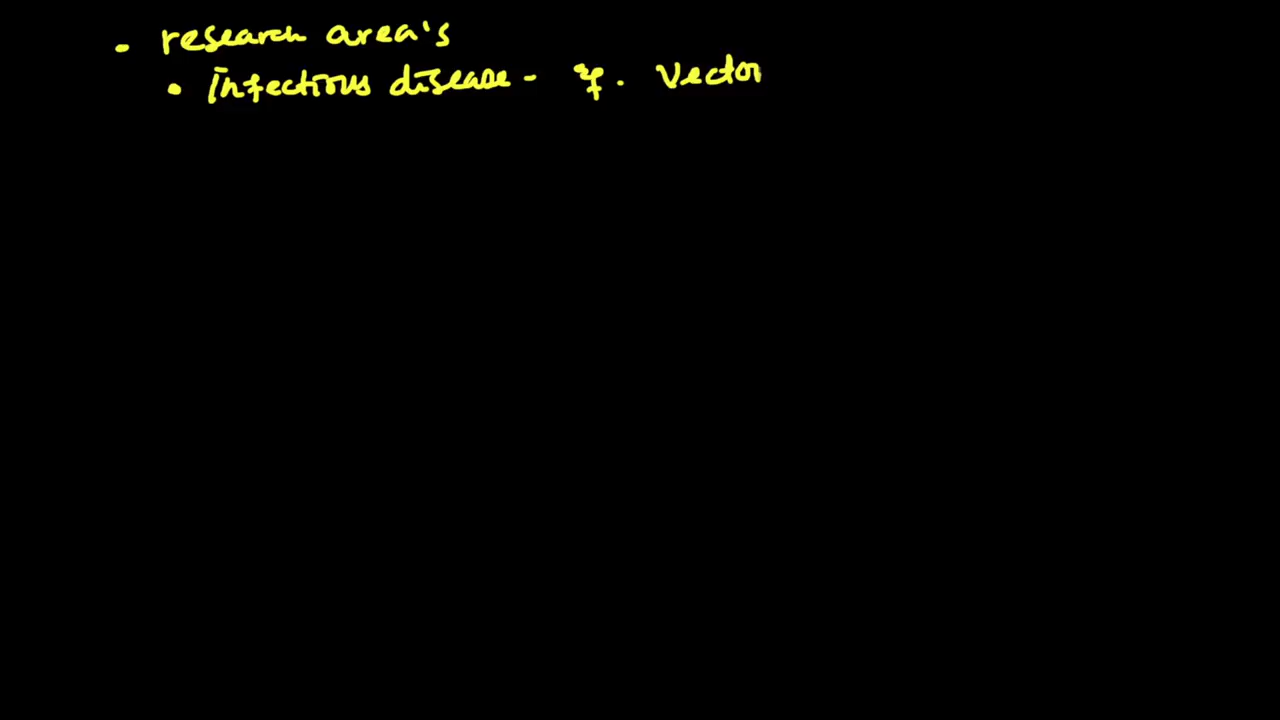 • research area's
• Infectious disease - Vector